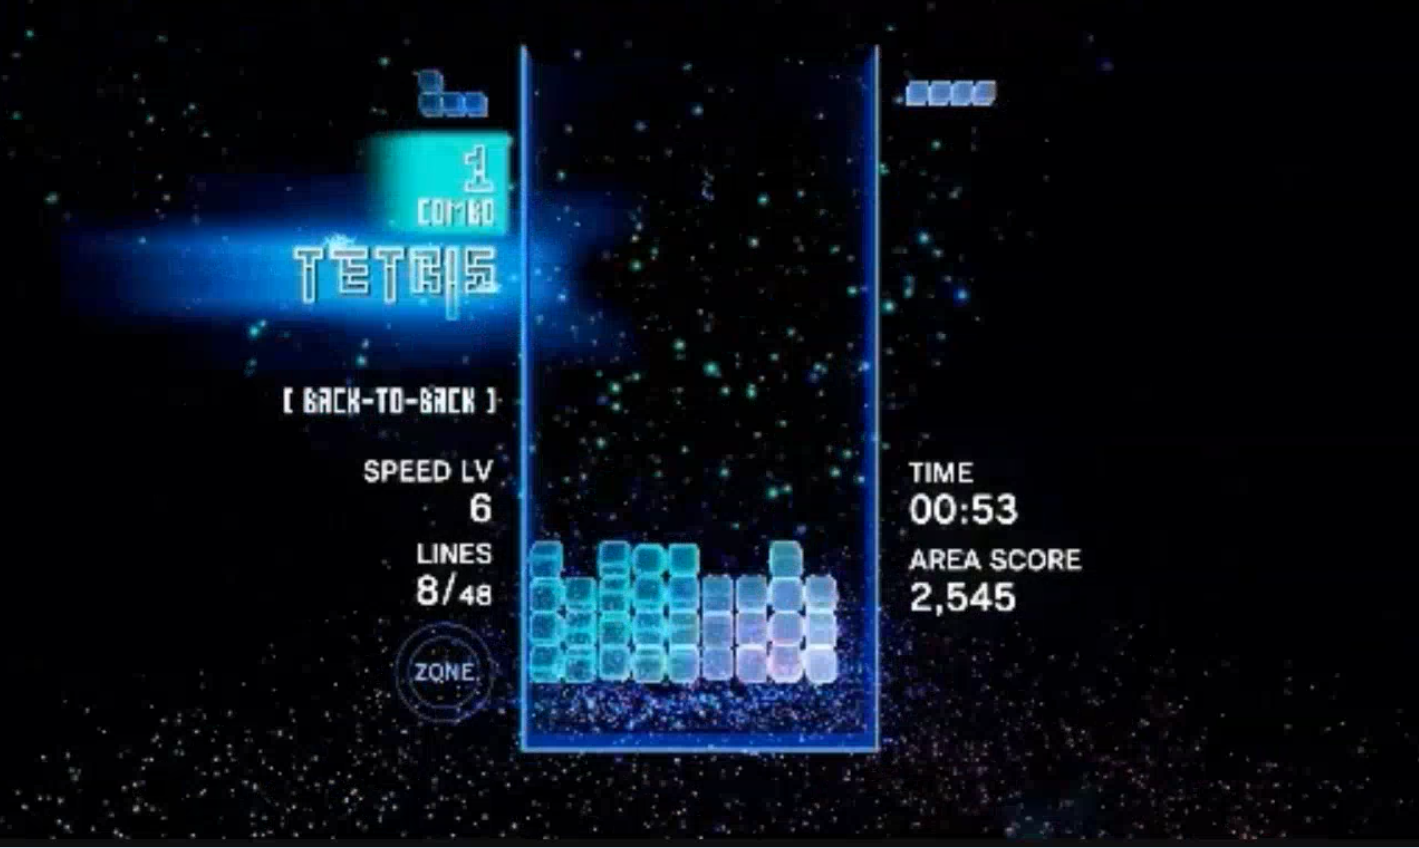 1
COMBO
TETRIS
[ BACK-TO-BACK ]
SPEED LV
6
LINES
8/48
ZONE
TIME
00:53
AREA SCORE
2,545